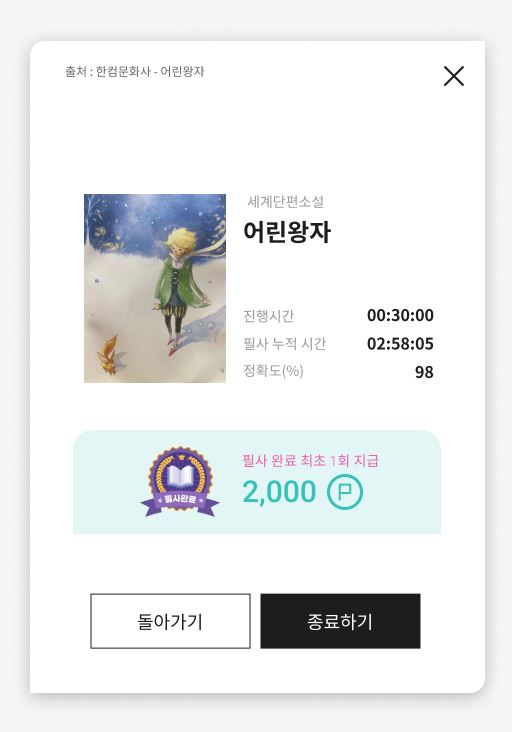 출처 : 한컴문화사 - 어린왕자
세계단편소설
어린왕자
진행시간 00:30:00
필사 누적 시간 02:58:05
정확도(%) 98
필사 완료 최초 1회 지급
2,000 P
필사완료
돌아가기 종료하기